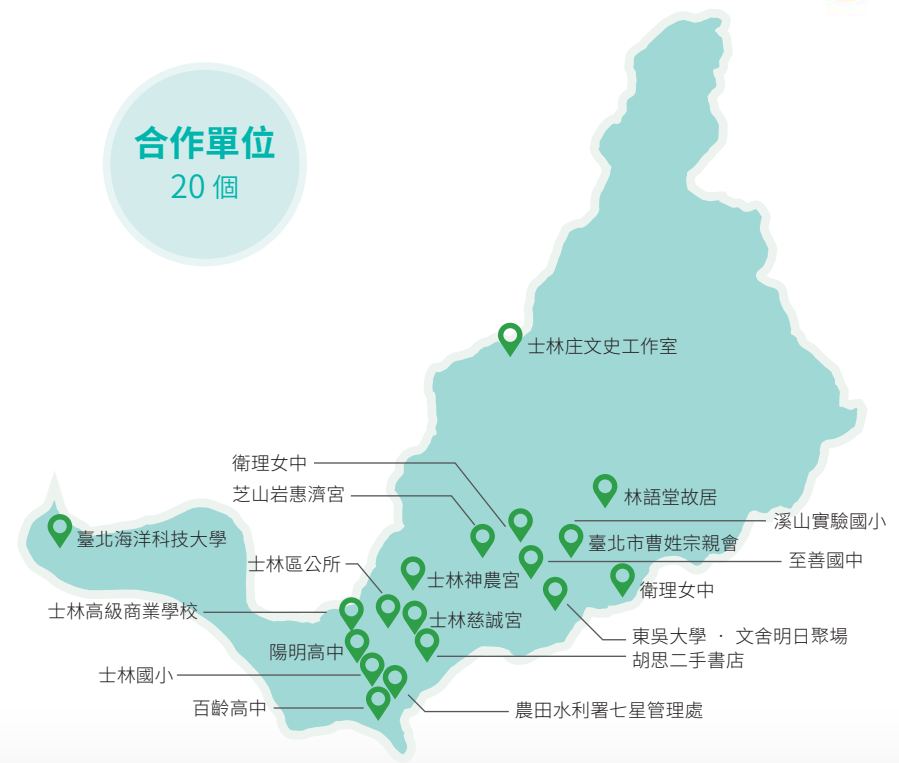 合作單位
20 個
士林庄文史工作室
衛理女中
芝山岩惠濟宮
林語堂故居
溪山實驗國小
臺北海洋科技大學
臺北市曹姓宗親會
士林區公所
至善國中
士林神農宮
衛理女中
士林高級商業學校
士林慈諴宮
東吳大學 · 文舍明日聚場
陽明高中
胡思二手書店
士林國小
百齡高中
農田水利署七星管理處